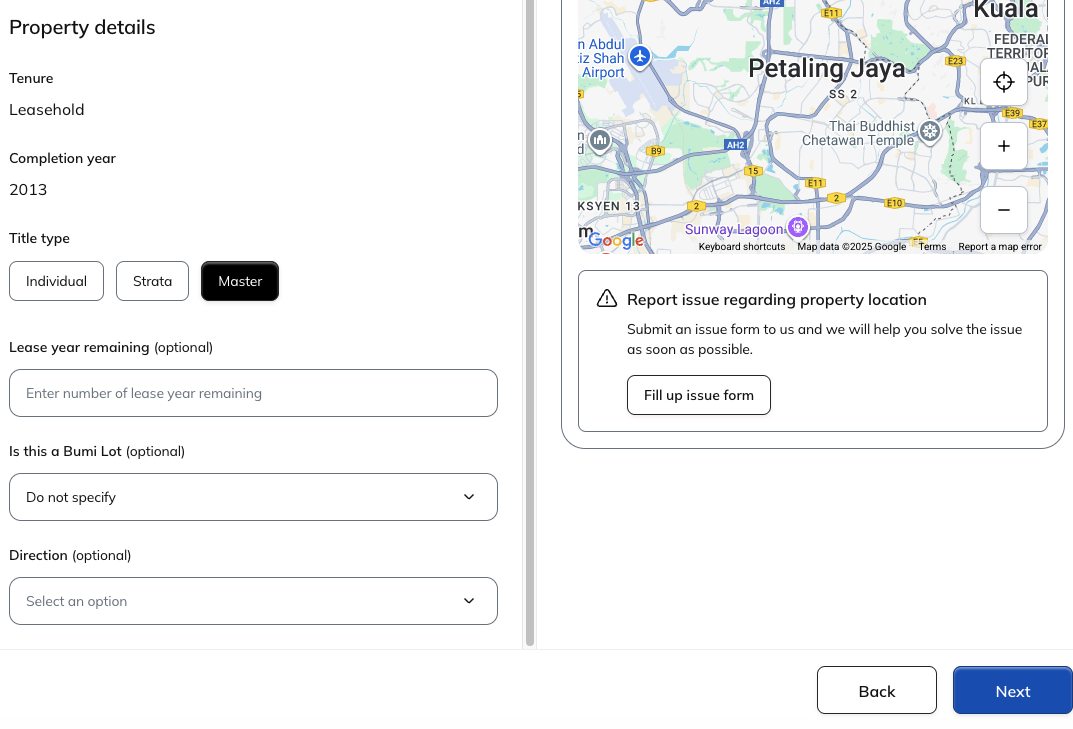 Property details
Tenure
Leasehold
Completion year
2013
Title type
Individual
Strata
Master
Lease year remaining (optional)
Enter number of lease year remaining
Is this a Bumi Lot (optional)
Do not specify
Direction (optional)
Select an option
AH2
E11
Kuala
n Abdul
ziz Shah
Airport
FEDERAL
TERRITOR
E23
Petaling Jaya
SS 2
KL
E39
E37
Thai Buddhist
Chetawan Temple
AH2
B9
15
E11
2
E10
KSYEN 13
2
Sunway Lagoon
m
Google
Keyboard shortcuts
Map data ©2025 Google
Terms
Report a map error
+
−
Report issue regarding property location
Submit an issue form to us and we will help you solve the issue
as soon as possible.
Fill up issue form
Back
Next